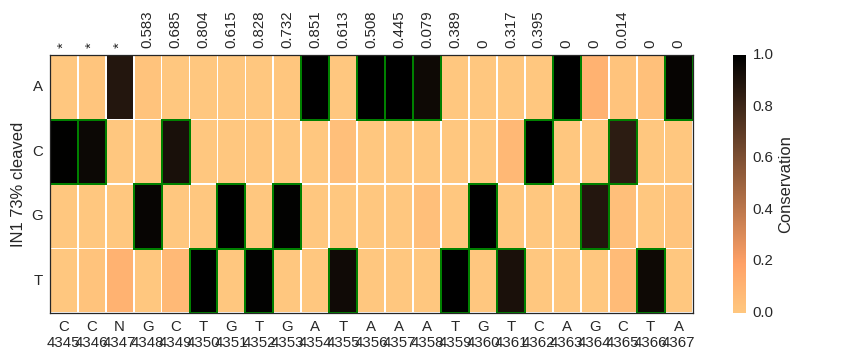 * * * 0.583 0.685 0.804 0.615 0.828 0.732 0.851 0.613 0.508 0.445 0.079 0.389 0 0.317 0.395 0 0 0.014 0 0
IN1 73% cleaved
A
C
G
T
C C N G C T G T G A T A A A T G T C A G C T A
4345 4346 4347 4348 4349 4350 4351 4352 4353 4354 4355 4356 4357 4358 4359 4360 4361 4362 4363 4364 4365 4366 4367
1.0
0.8
0.6
0.4
0.2
0.0
Conservation